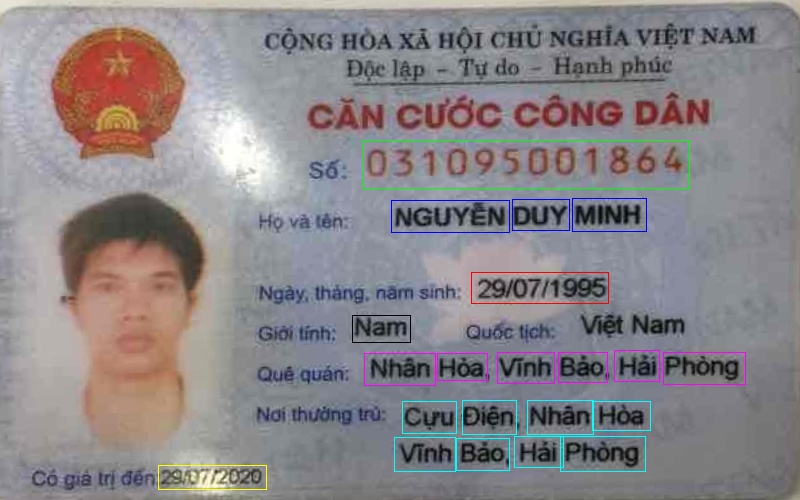 CỘNG HÒA XÃ HỘI CHỦ NGHĨA VIỆT NAM
Độc lập - Tự do - Hạnh phúc
CĂN CƯỚC CÔNG DÂN
Số: 031095001864
Họ và tên: NGUYỄN DUY MINH
Ngày, tháng, năm sinh: 29/07/1995
Giới tính: Nam Quốc tịch: Việt Nam
Quê quán: Nhân Hòa, Vĩnh Bảo, Hải Phòng
Nơi thường trú: Cựu Điện, Nhân Hòa
Vĩnh Bảo, Hải Phòng
Có giá trị đến: 29/07/2020